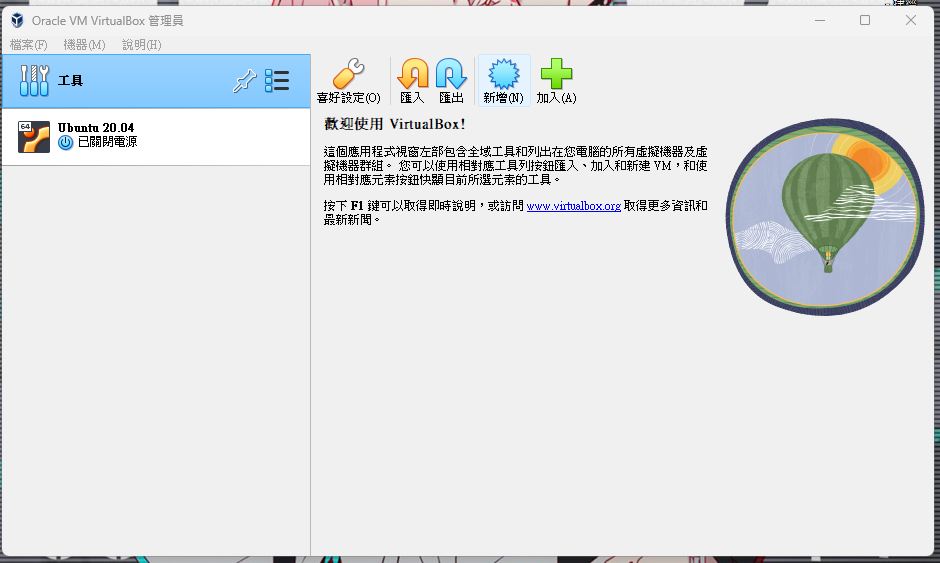 Oracle VM VirtualBox 管理員
檔案(F) 機器(M) 說明(H)
工具
喜好設定(O) 匯入 匯出 新增(N) 加入(A)
64
Ubuntu 20.04
已關閉電源
歡迎使用 VirtualBox!
這個應用程式視窗左部包含全域工具和列出在您電腦的所有虛擬機器及虛
擬機器群組。 您可以使用相對應工具列按鈕匯入、加入和新建 VM，和使
用相對應元素按鈕快顯目前所選元素的工具。
按下 F1 鍵可以取得即時說明，或訪問 www.virtualbox.org 取得更多資訊和
最新新聞。